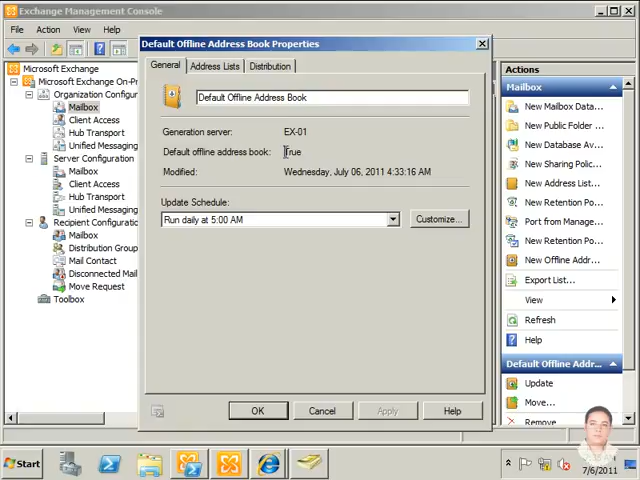 Exchange Management Console
File Action View Help
Microsoft Exchange
Microsoft Exchange On-Pr
Organization Configur
Mailbox
Client Access
Hub Transport
Unified Messaging
Server Configuration
Mailbox
Client Access
Hub Transport
Unified Messaging
Recipient Configuratio
Mailbox
Distribution Group
Mail Contact
Disconnected Mail
Move Request
Toolbox
Default Offline Address Book Properties
General Address Lists Distribution
Default Offline Address Book
Generation server: EX-01
Default offline address book: True
Modified: Wednesday, July 06, 2011 4:33:16 AM
Update Schedule:
Run daily at 5:00 AM
Customize...
OK Cancel Apply Help
Actions
Mailbox
New Mailbox Data...
New Public Folder ...
New Database Av...
New Sharing Policy...
New Address List...
New Retention Po...
Port from Manage...
New Retention Po...
New Offline Addr...
Export List...
View
Refresh
Help
Default Offline Addr...
Update
Move...
Remove
Start
7/6/2011